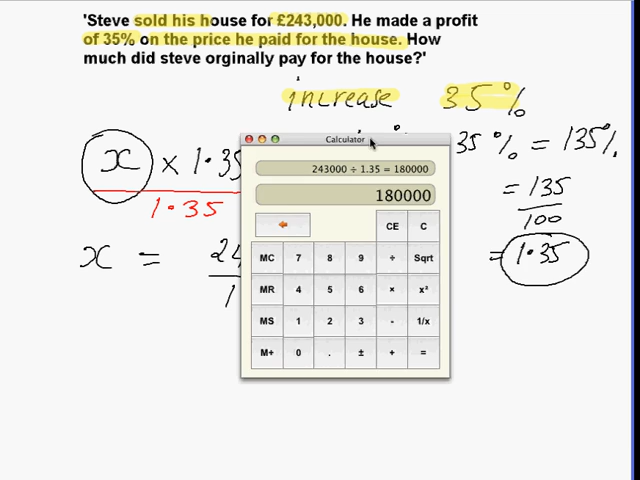 'Steve sold his house for £243,000. He made a profit
of 35% on the price he paid for the house. How
much did steve orginally pay for the house?'
increase 35%
x × 1.35
35% = 135%
1.35
= 135
100
x =
= 1.35
Calculator
243000 ÷ 1.35 = 180000
180000
CE C
MC 7 8 9 ÷ Sqrt
MR 4 5 6 × x²
MS 1 2 3 - 1/x
M+ 0 . ± + =